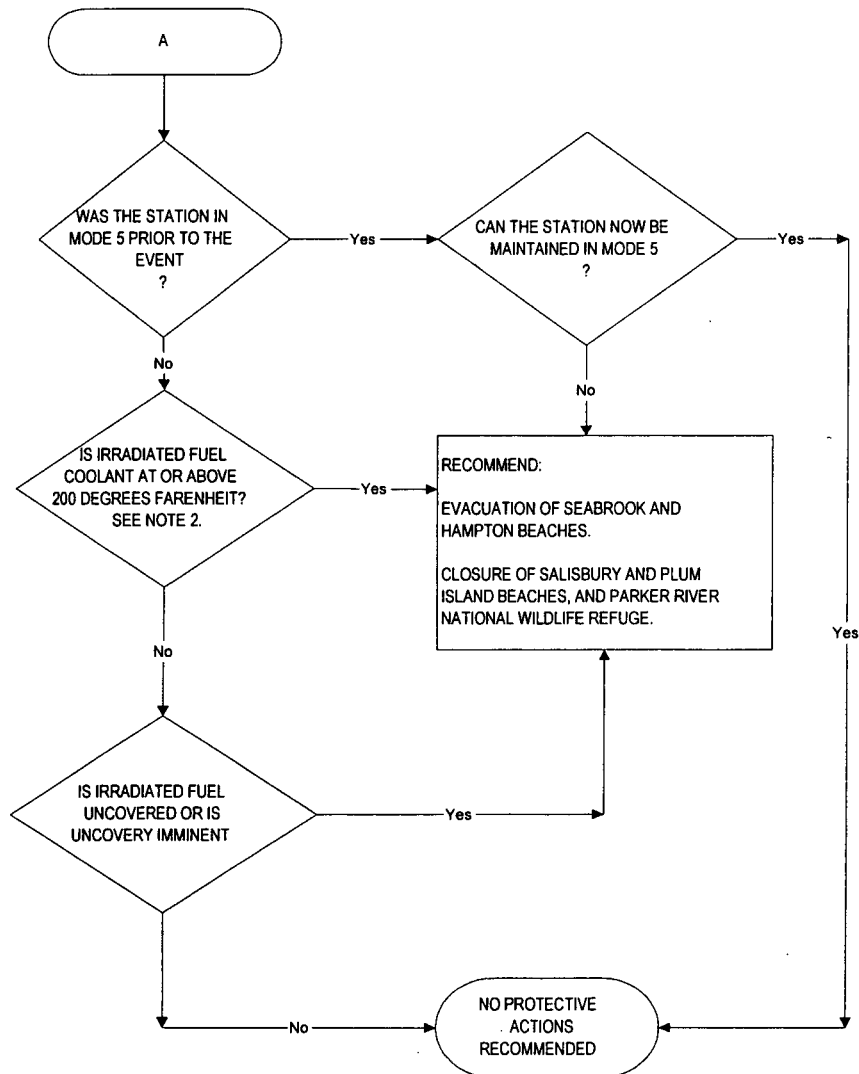 A
WAS THE STATION IN
MODE 5 PRIOR TO THE
EVENT
?
Yes
CAN THE STATION NOW BE
MAINTAINED IN MODE 5
?
Yes
No
No
IS IRRADIATED FUEL
COOLANT AT OR ABOVE
200 DEGREES FARENHEIT?
SEE NOTE 2.
Yes
RECOMMEND:
EVACUATION OF SEABROOK AND
HAMPTON BEACHES.
CLOSURE OF SALISBURY AND PLUM
ISLAND BEACHES, AND PARKER RIVER
NATIONAL WILDLIFE REFUGE.
Yes
No
IS IRRADIATED FUEL
UNCOVERED OR IS
UNCOVERY IMMINENT
Yes
No
NO PROTECTIVE
ACTIONS
RECOMMENDED